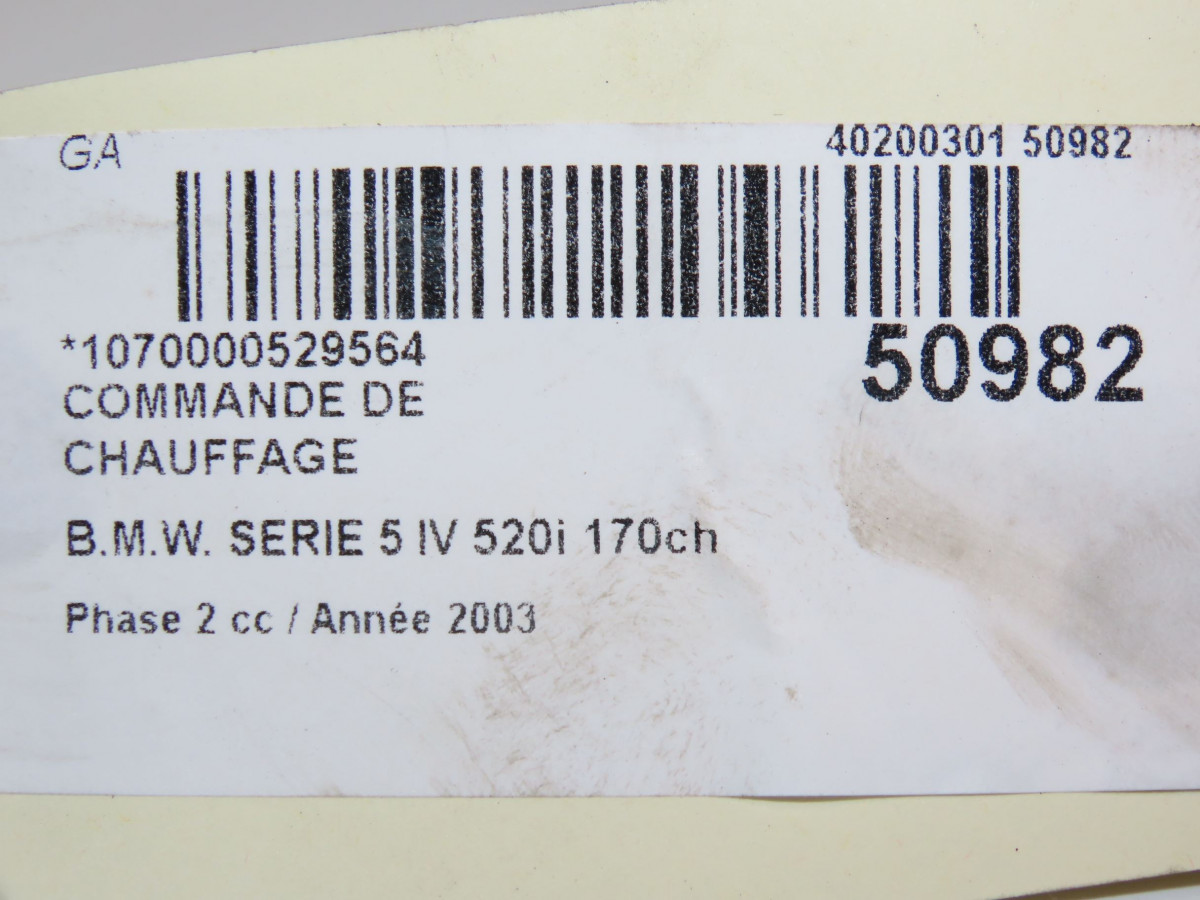 GA
40200301 50982
*1070000529564
50982
COMMANDE DE
CHAUFFAGE
B.M.W. SERIE 5 IV 520i 170ch
Phase 2 cc / Année 2003